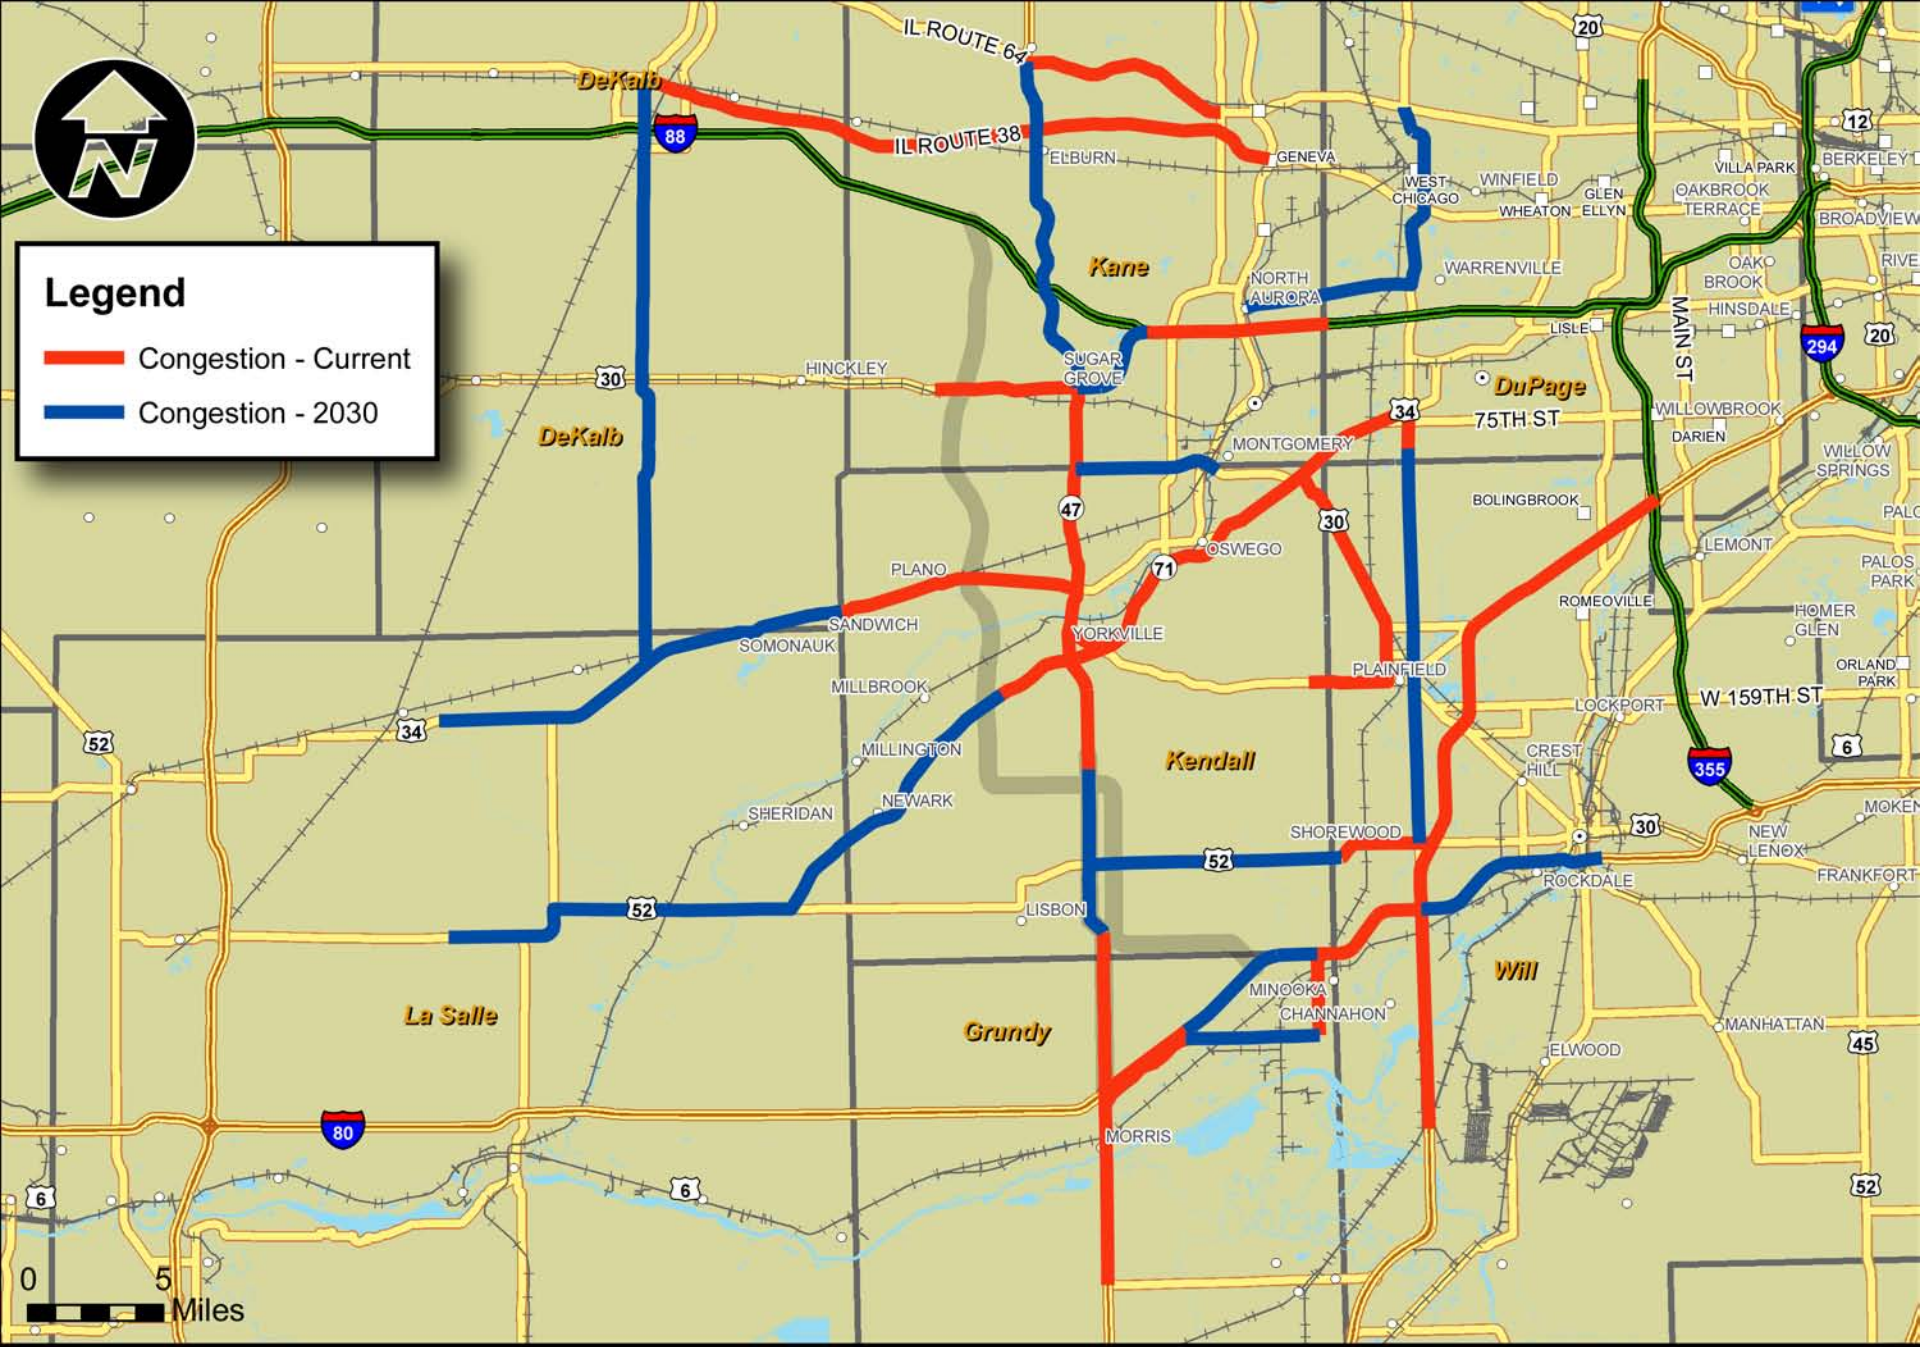 IL ROUTE 64
20
DeKalb
12
88
IL ROUTE 38
ELBURN
GENEVA
VILLA PARK
BERKELEY
WEST
CHICAGO
WINFIELD
GLEN
ELLYN
WHEATON
OAKBROOK
TERRACE
BROADVIEW
Kane
NORTH
AURORA
WARRENVILLE
OAK
BROOK
RIVE
Legend
Congestion - Current
Congestion - 2030
HINSDALE
LISLE
MAIN ST
294
20
SUGAR
GROVE
HINCKLEY
30
DuPage
34
75TH ST
WILLOWBROOK
DARIEN
DeKalb
MONTGOMERY
WILLOW
SPRINGS
47
30
BOLINGBROOK
PALO
OSWEGO
LEMONT
71
PLANO
PALOS
PARK
ROMEOVILLE
HOMER
GLEN
SANDWICH
YORKVILLE
SOMONAUK
PLAINFIELD
ORLAND
PARK
MILLBROOK
LOCKPORT
W 159TH ST
34
52
MILLINGTON
Kendall
CREST
HILL
6
355
NEWARK
SHERIDAN
SHOREWOOD
30
MOKEN
NEW
LENOX
52
ROCKDALE
FRANKFORT
52
LISBON
Will
MINOOKA
CHANNAHON
La Salle
Grundy
MANHATTAN
45
ELWOOD
80
MORRIS
6
6
52
0 5
Miles
N